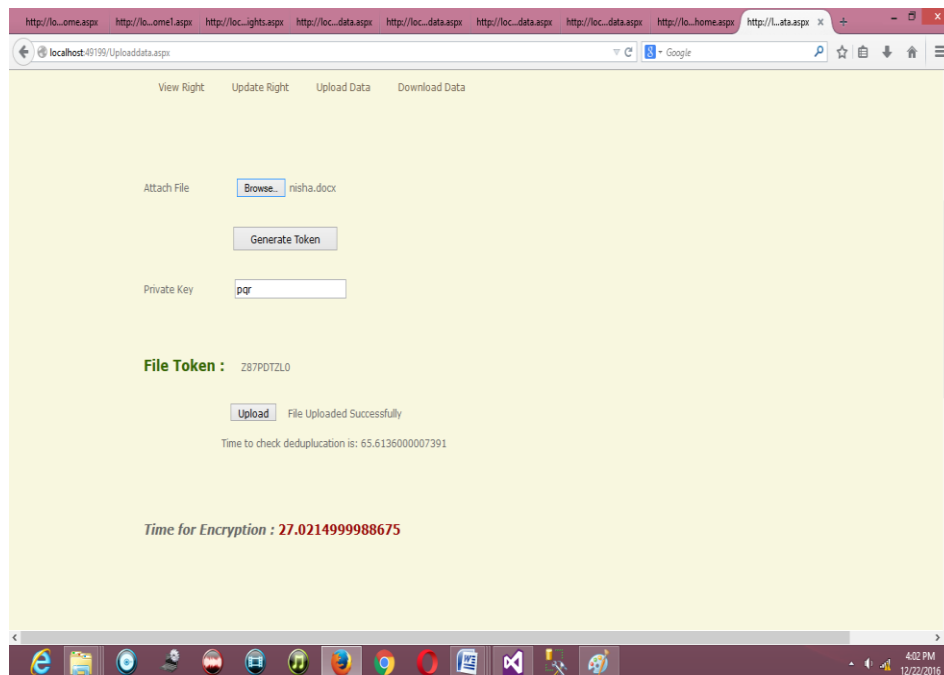 http://lo...ome.aspx http://lo...ome1.aspx http://loc...ights.aspx http://loc...data.aspx http://loc...data.aspx http://loc...data.aspx http://loc...data.aspx http://lo...home.aspx http://l...ata.aspx x +
localhost:49199/Uploaddata.aspx Google
View Right Update Right Upload Data Download Data
Attach File Browse.. nisha.docx
Generate Token
Private Key pqr
File Token : Z87PDTZL0
Upload File Uploaded Successfully
Time to check deduplucation is: 65.6136000007391
Time for Encryption : 27.0214999988675
4:02 PM
12/22/2016